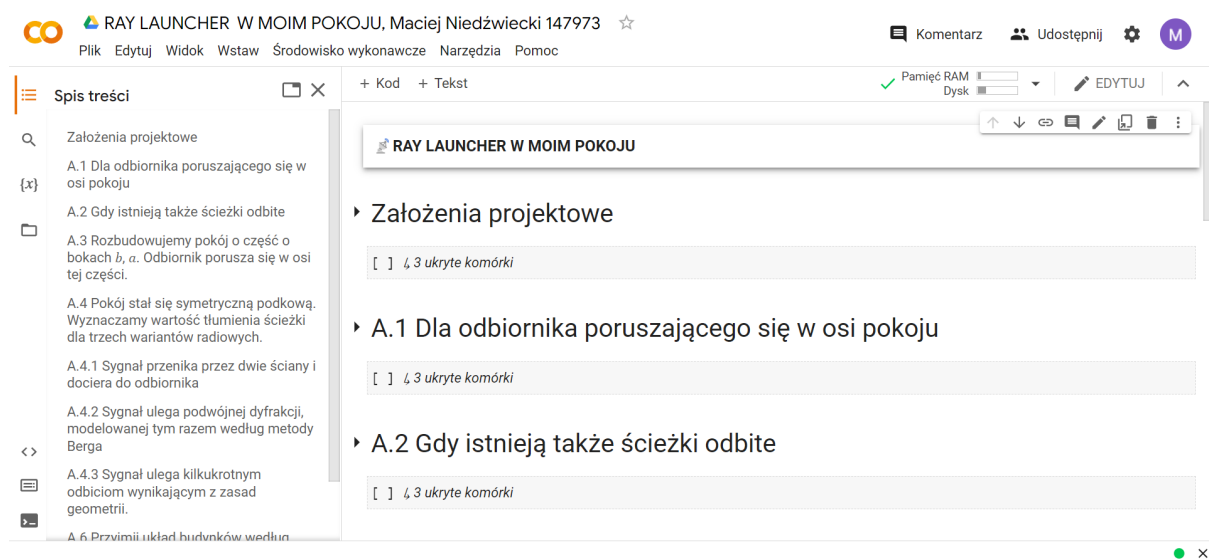 RAY LAUNCHER W MOIM POKOJU, Maciej Niedźwiecki 147973
Plik Edytuj Widok Wstaw Środowisko wykonawcze Narzędzia Pomoc
Komentarz Udostępnij M
Spis treści
Założenia projektowe
A.1 Dla odbiornika poruszającego się w
osi pokoju
A.2 Gdy istnieją także ścieżki odbite
A.3 Rozbudowujemy pokój o część o
bokach b, a. Odbiornik porusza się w osi
tej części.
A.4 Pokój stał się symetryczną podkową.
Wyznaczamy wartość tłumienia ścieżki
dla trzech wariantów radiowych.
A.4.1 Sygnał przenika przez dwie ściany i
dociera do odbiornika
A.4.2 Sygnał ulega podwójnej dyfrakcji,
modelowanej tym razem według metody
Berga
A.4.3 Sygnał ulega kilkukrotnym
odbiciom wynikającym z zasad
geometrii.
A.6 Przyjmij układ budynków według
{x}
+ Kod + Tekst
Pamięć RAM
Dysk
EDYTUJ
RAY LAUNCHER W MOIM POKOJU
Założenia projektowe
[ ] ↳ 3 ukryte komórki
A.1 Dla odbiornika poruszającego się w osi pokoju
[ ] ↳ 3 ukryte komórki
A.2 Gdy istnieją także ścieżki odbite
[ ] ↳ 3 ukryte komórki